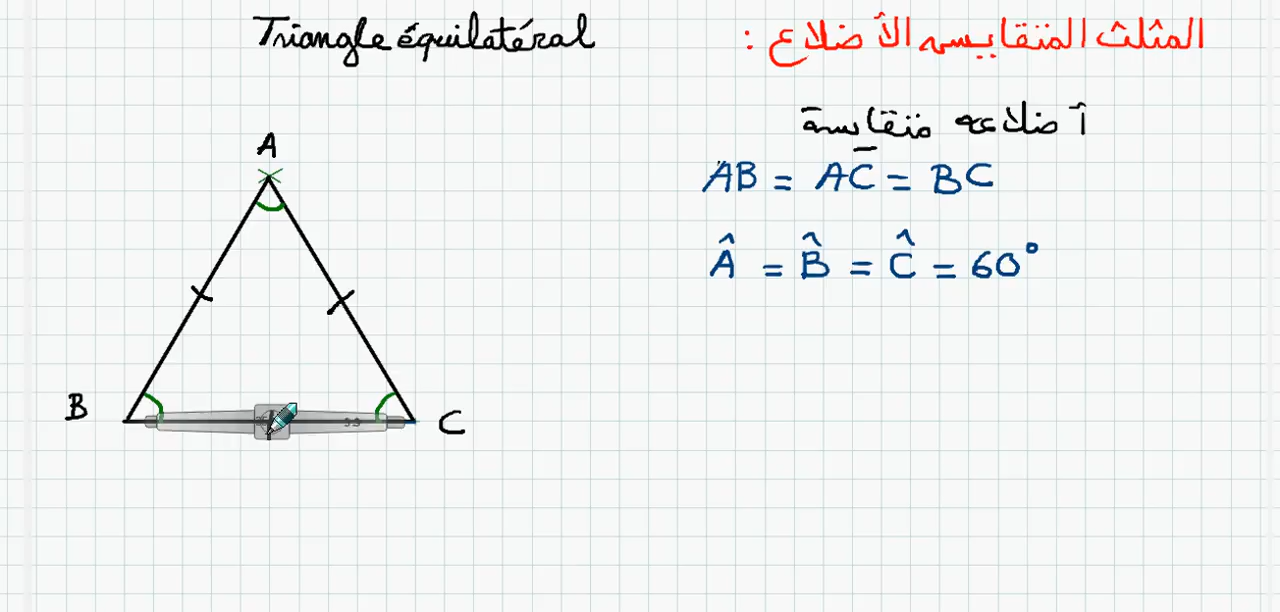 Triangle équilatéral
المثلث المتقايس الأضلاع :
أضلاعه متقايسة
AB = AC = BC
Â = B̂ = Ĉ = 60°
A
B
C